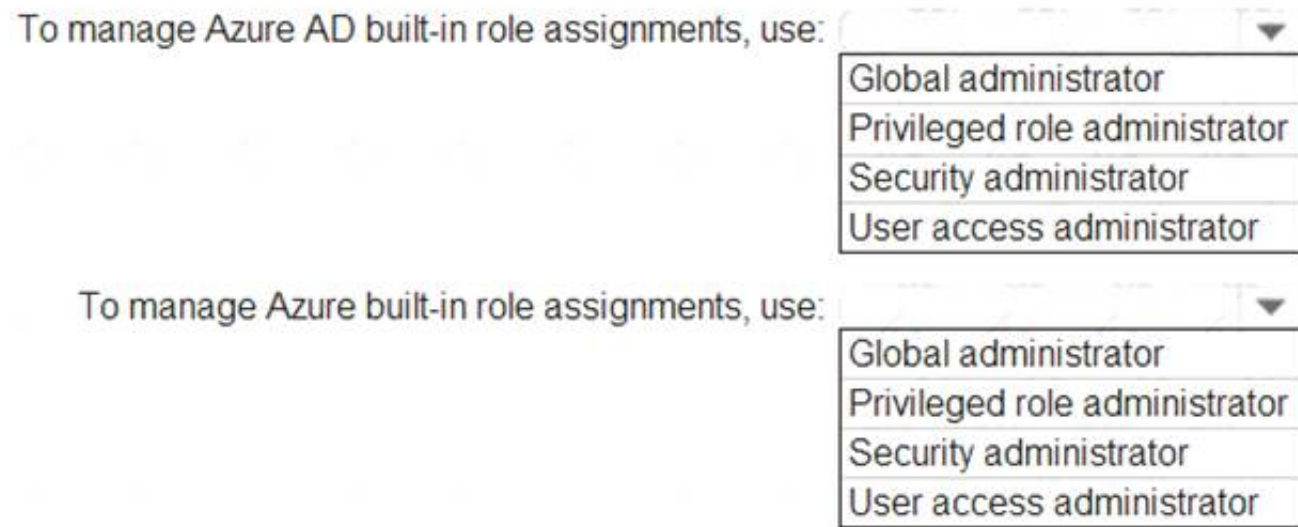 To manage Azure AD built-in role assignments, use:
Global administrator
Privileged role administrator
Security administrator
User access administrator
To manage Azure built-in role assignments, use:
Global administrator
Privileged role administrator
Security administrator
User access administrator